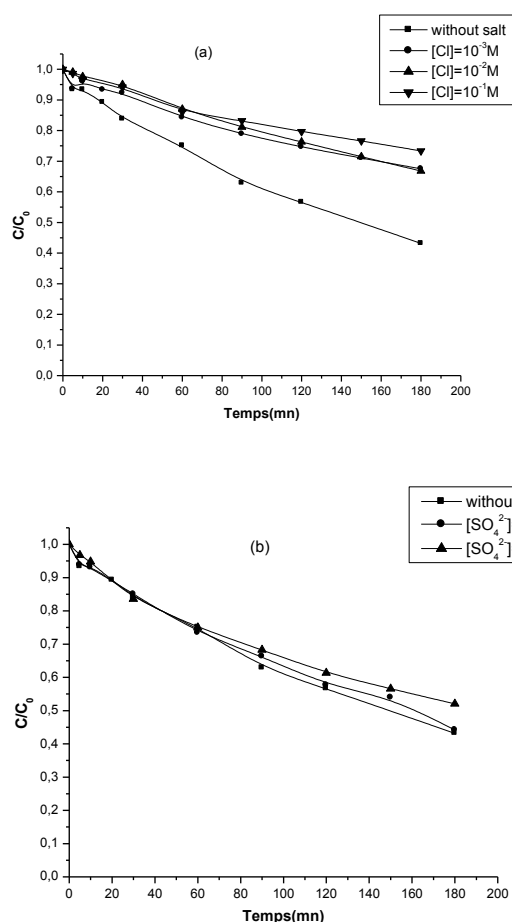 without salt
[Cl]=10⁻³M
[Cl]=10⁻²M
[Cl]=10⁻¹M
(a)
1,0
0,9
0,8
0,7
0,6
0,5
0,4
0,3
0,2
0,1
0,0
C/C₀
0 20 40 60 80 100 120 140 160 180 200
Temps(mn)
without
[SO₄²⁻]
[SO₄²⁻]
(b)
1,0
0,9
0,8
0,7
0,6
0,5
0,4
0,3
0,2
0,1
0,0
C/C₀
0 20 40 60 80 100 120 140 160 180 200
Temps(mn)